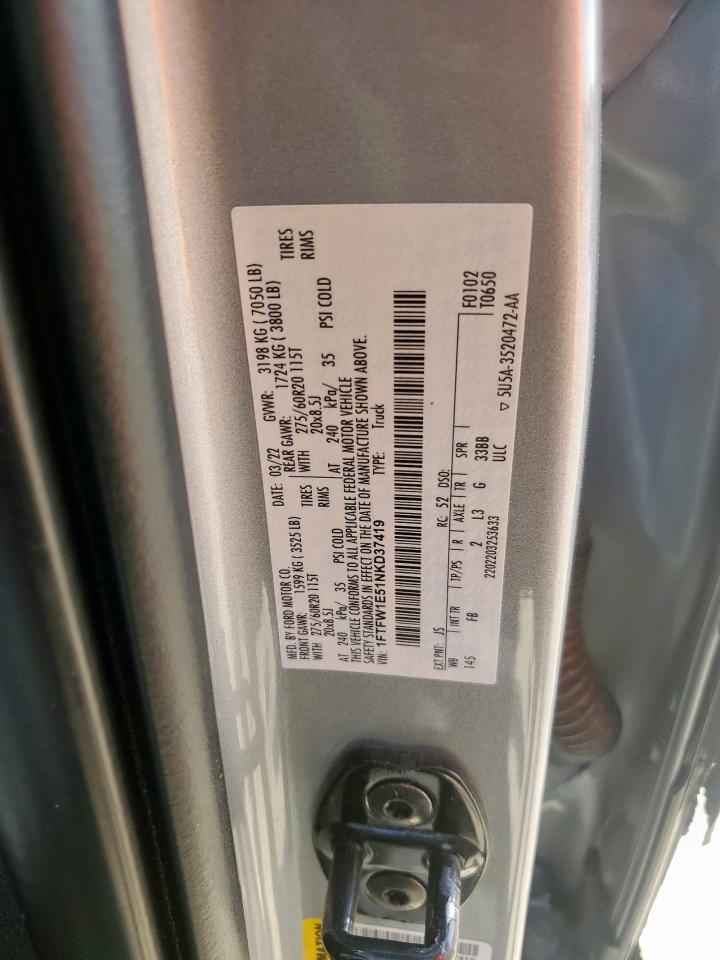 MFD. BY FORD MOTOR CO.
DATE: 03/22 GVWR: 3198 KG ( 7050 LB)
FRONT GAWR: 1599 KG ( 3525 LB) REAR GAWR: 1724 KG ( 3800 LB)
WITH 275/60R20 115T TIRES WITH 275/60R20 115T TIRES
20x8.5J RIMS 20x8.5J RIMS
AT 240 kPa/ 35 PSI COLD AT 240 kPa/ 35 PSI COLD
THIS VEHICLE CONFORMS TO ALL APPLICABLE FEDERAL MOTOR VEHICLE
SAFETY STANDARDS IN EFFECT ON THE DATE OF MANUFACTURE SHOWN ABOVE.
VIN: 1FTFW1E51NKD37419 TYPE: Truck
EXT PNT: JS RC: 52 DSO: F0102
WB INT TR TP/PS R AXLE TR SPR T0650
145 FB 2 L3 G 33BB
ULC
2202203253633 ▽ 5U5A-3520472-AA
MATION